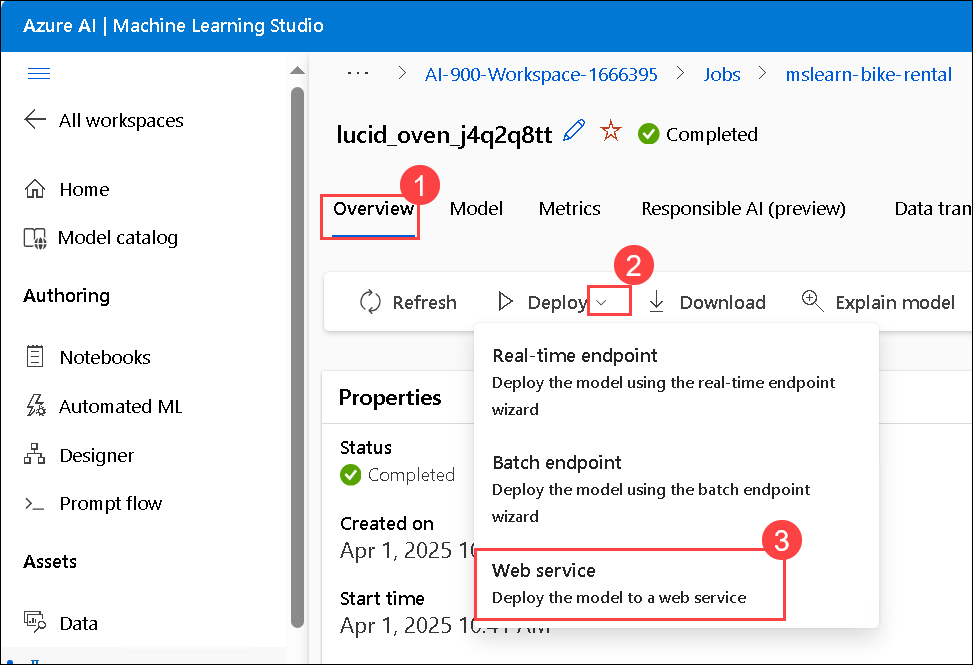 Azure AI | Machine Learning Studio
··· > AI-900-Workspace-1666395 > Jobs > mslearn-bike-rental
All workspaces
Home
Model catalog
Authoring
Notebooks
Automated ML
Designer
Prompt flow
Assets
Data
lucid_oven_j4q2q8tt Completed
1
Overview Model Metrics Responsible AI (preview) Data tran
2
Refresh Deploy Download Explain model
Real-time endpoint
Deploy the model using the real-time endpoint
wizard
Batch endpoint
Deploy the model using the batch endpoint
wizard
3
Web service
Deploy the model to a web service
Properties
Status
Completed
Created on
Apr 1, 2025 10
Start time
Apr 1, 2025 10:41 AM